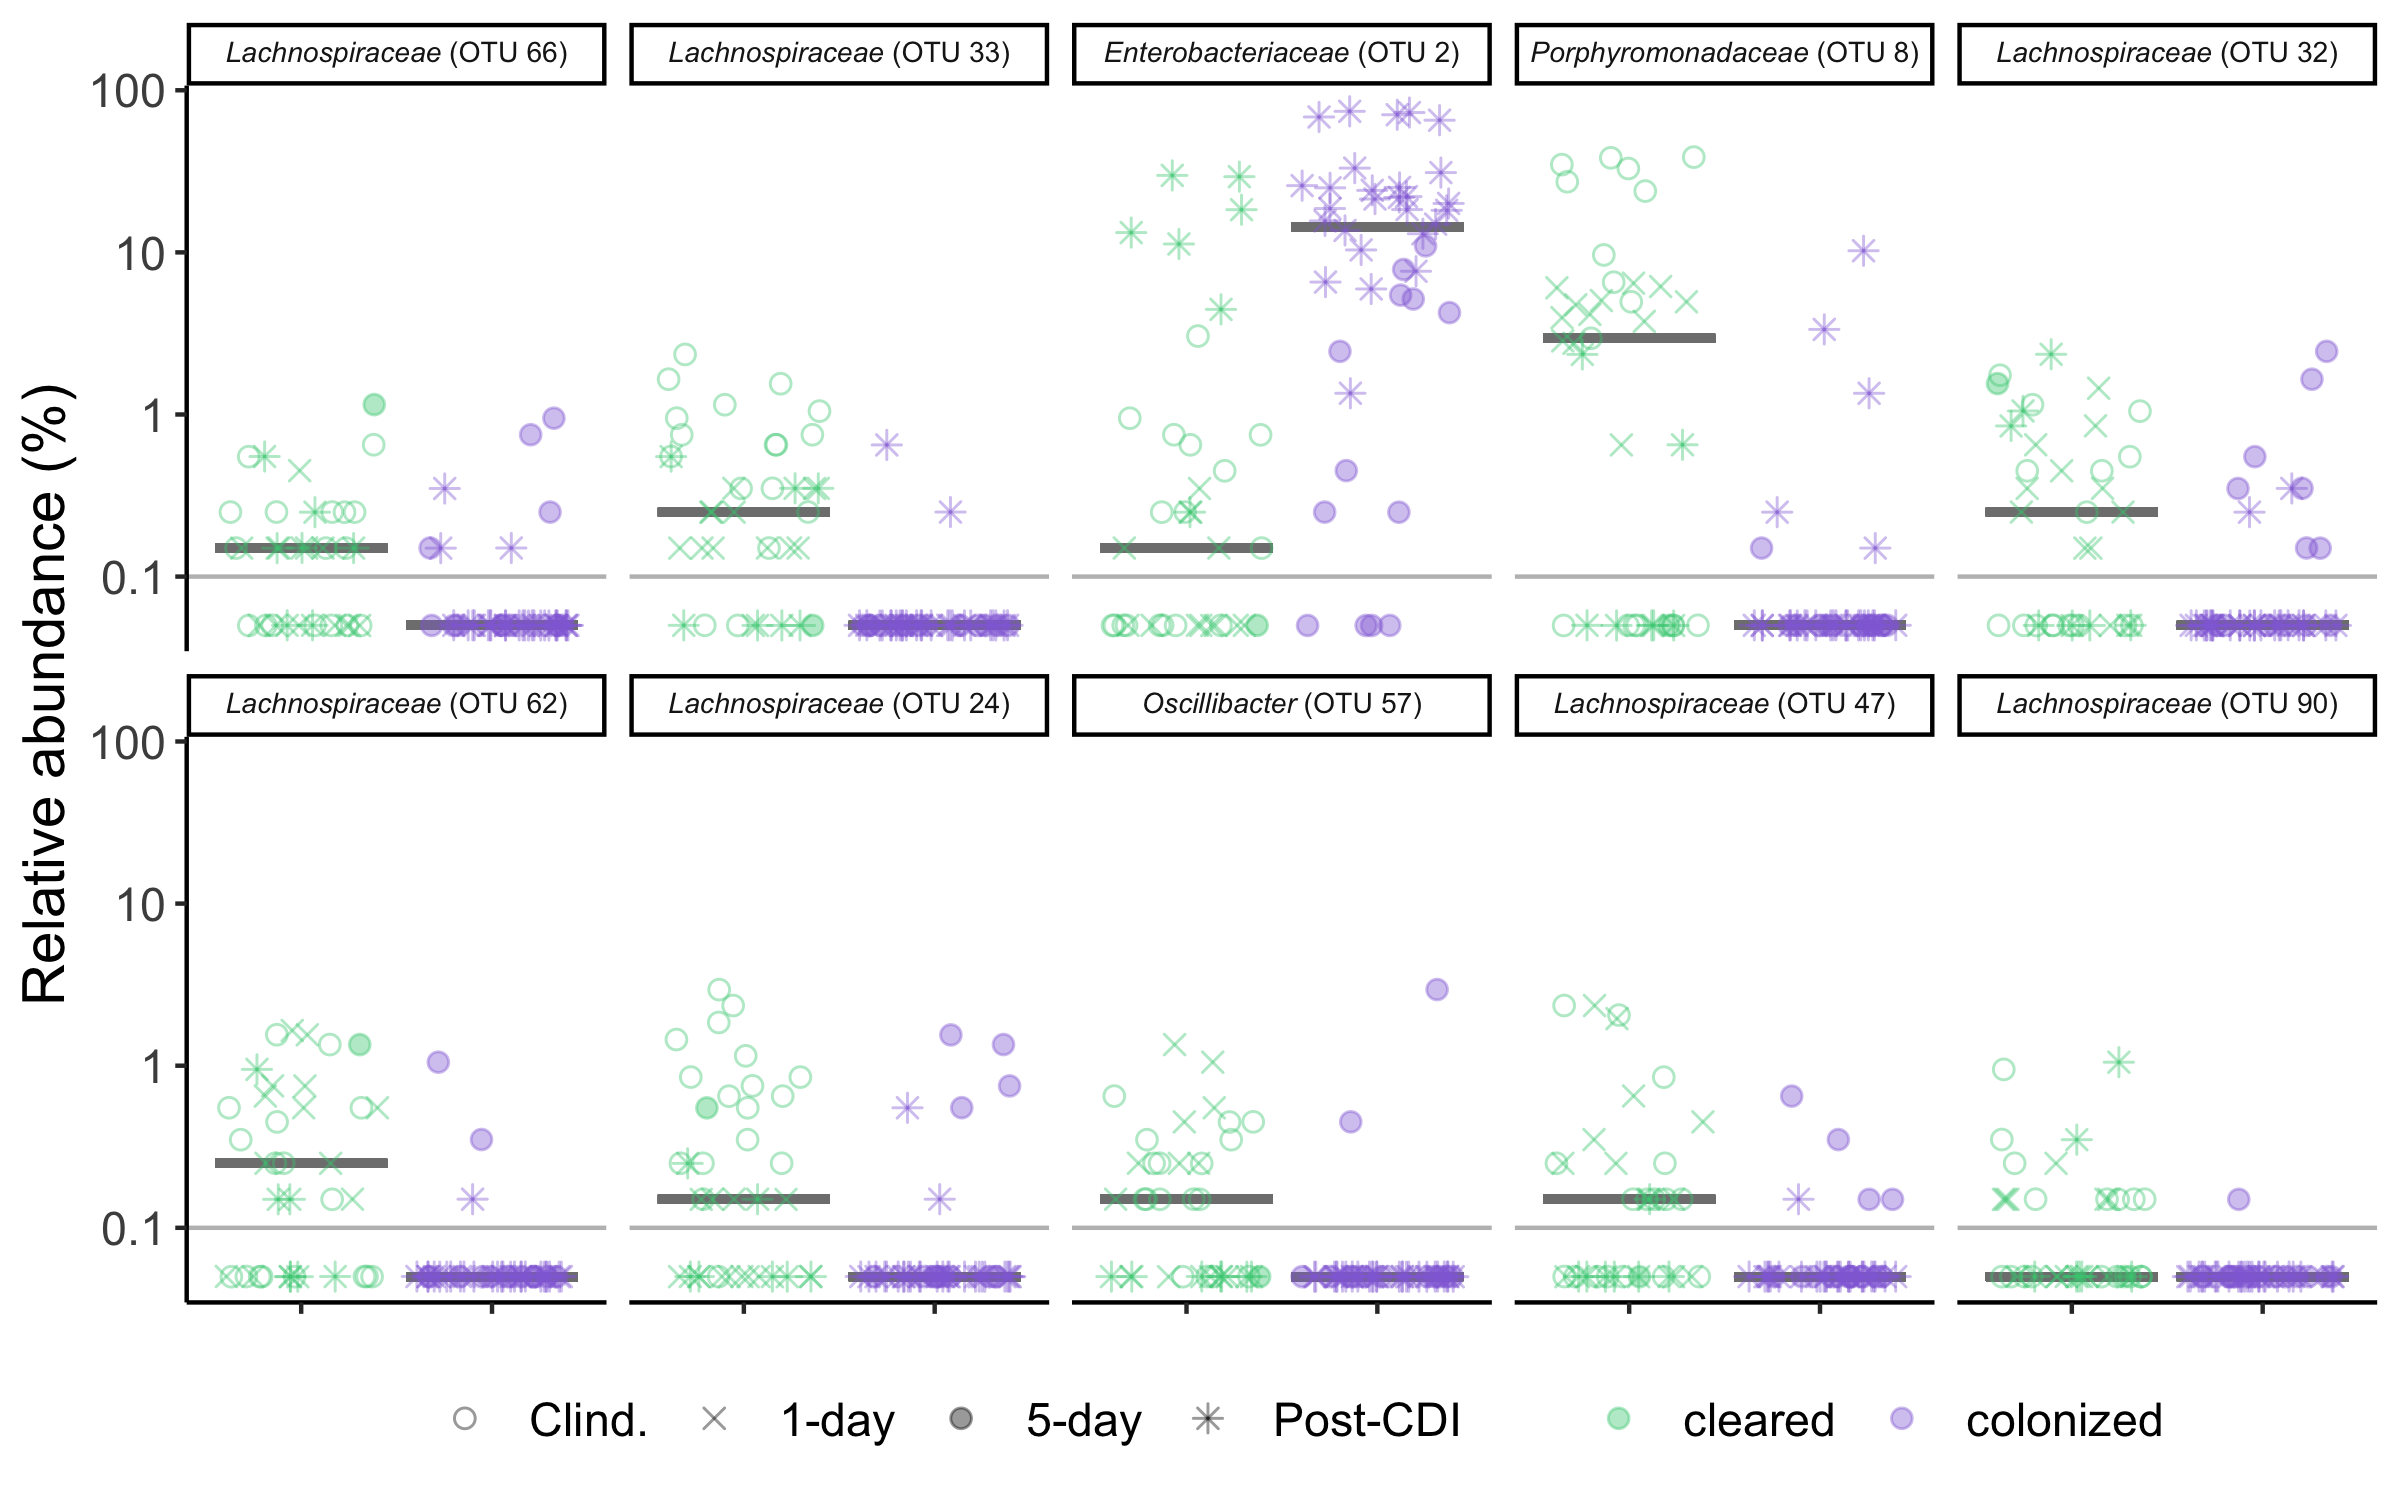 Lachnospiraceae (OTU 66)
Lachnospiraceae (OTU 33)
Enterobacteriaceae (OTU 2)
Porphyromonadaceae (OTU 8)
Lachnospiraceae (OTU 32)
100
10
1
0.1
Relative abundance (%)
Lachnospiraceae (OTU 62)
Lachnospiraceae (OTU 24)
Oscillibacter (OTU 57)
Lachnospiraceae (OTU 47)
Lachnospiraceae (OTU 90)
100
10
1
0.1
Clind. 1-day 5-day Post-CDI cleared colonized